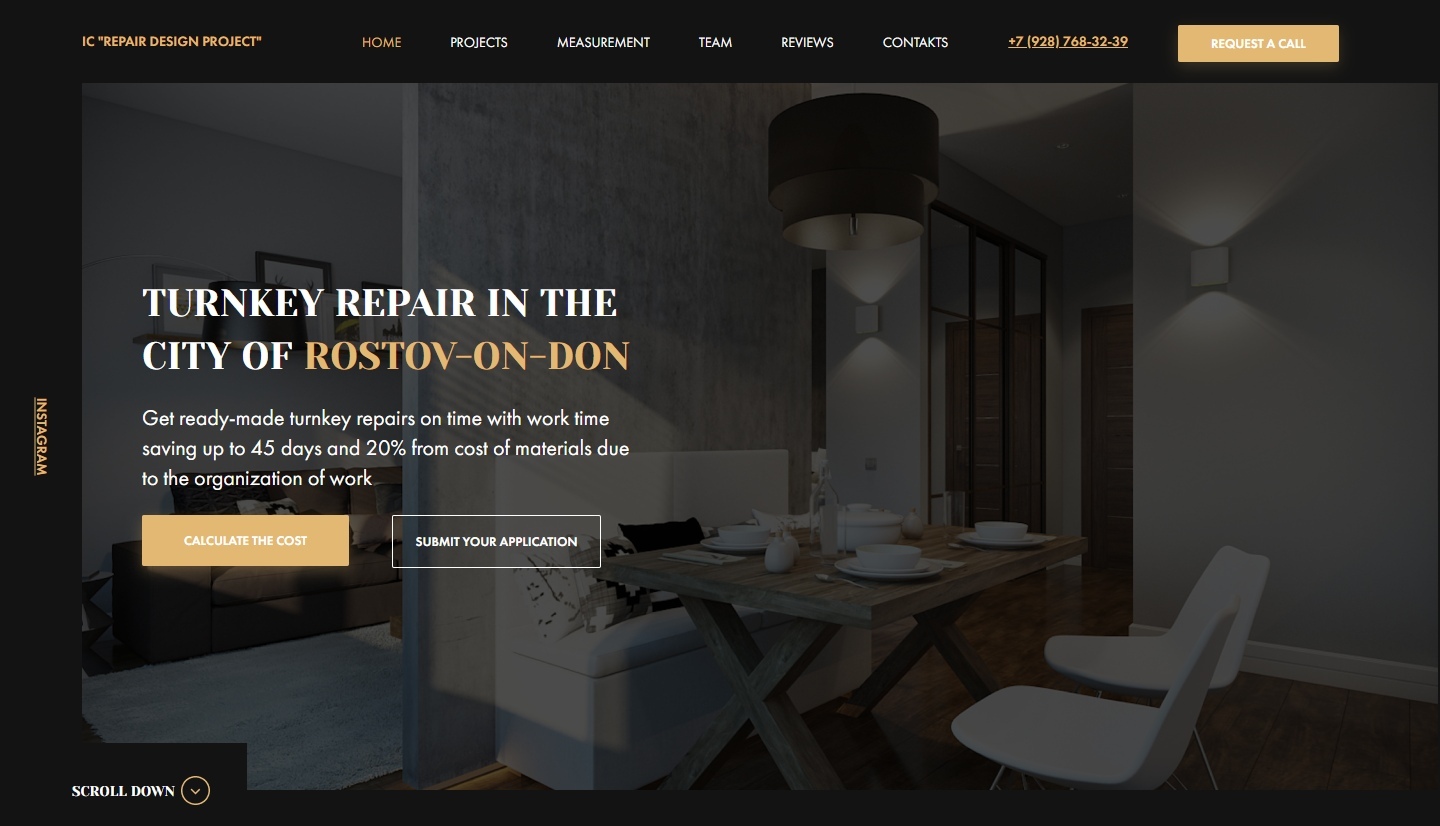 IC "REPAIR DESIGN PROJECT"
HOME
PROJECTS
MEASUREMENT
TEAM
REVIEWS
CONTAKTS
+7 (928) 768-32-39
REQUEST A CALL
TURNKEY REPAIR IN THE
CITY OF ROSTOV-ON-DON
Get ready-made turnkey repairs on time with work time
saving up to 45 days and 20% from cost of materials due
to the organization of work
INSTAGRAM
CALCULATE THE COST
SUBMIT YOUR APPLICATION
SCROLL DOWN